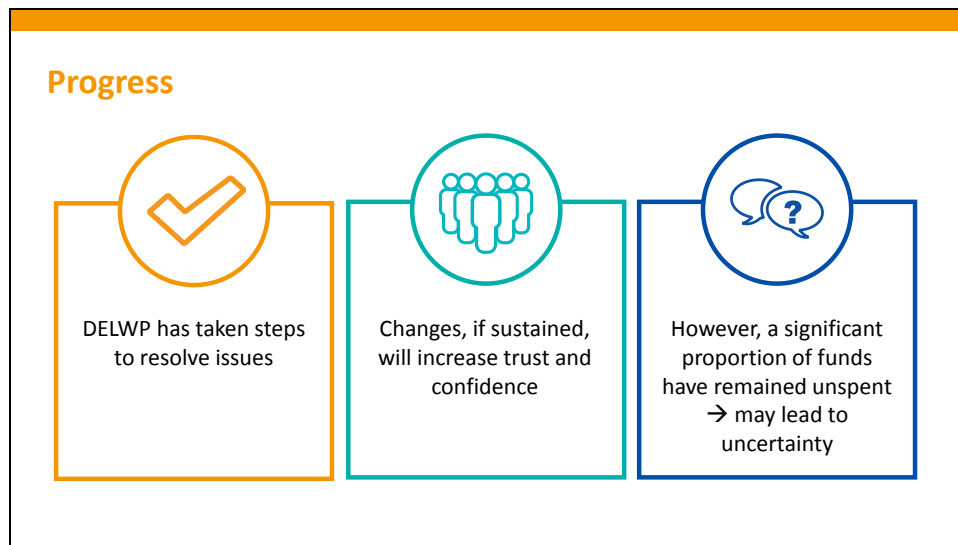 Progress
DELWP has taken steps
to resolve issues
Changes, if sustained,
will increase trust and
confidence
?
However, a significant
proportion of funds
have remained unspent
→ may lead to
uncertainty